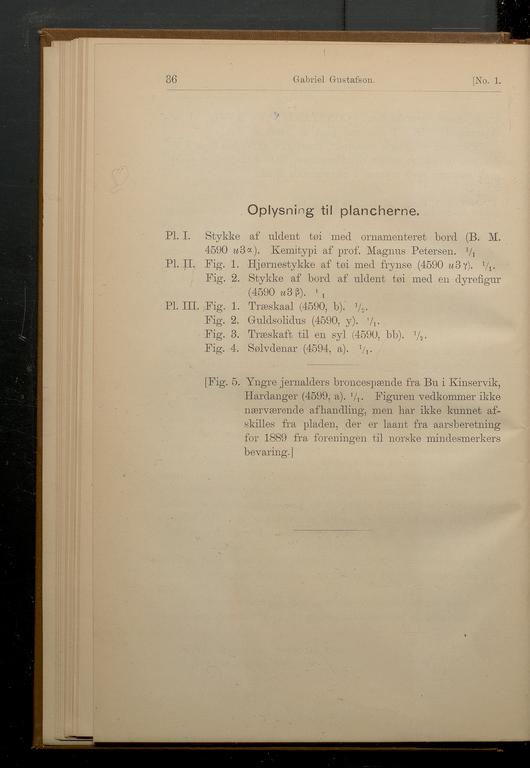 36 Gabriel Gustafson. [No. 1.
Oplysning til plancherne.
Pl. I. Stykke af uldent tøi med ornamenteret bord (B. M.
4590 u3α). Kemitypi af prof. Magnus Petersen. 1/1
Pl. II. Fig. 1. Hjørnestykke af tøi med frynse (4590 u3γ). 1/1.
Fig. 2. Stykke af bord af uldent tøi med en dyrefigur
(4590 u3β). 1/1
Pl. III. Fig. 1. Træskaal (4590, b). 1/2.
Fig. 2. Guldsolidus (4590, y). 1/1.
Fig. 3. Træskaft til en syl (4590, bb). 1/2.
Fig. 4. Sølvdenar (4594, a). 1/1.
[Fig. 5. Yngre jernalders broncespænde fra Bu i Kinservik,
Hardanger (4599, a). 1/1. Figuren vedkommer ikke
nærværende afhandling, men har ikke kunnet af-
skilles fra pladen, der er laant fra aarsberetning
for 1889 fra foreningen til norske mindesmerkers
bevaring.]